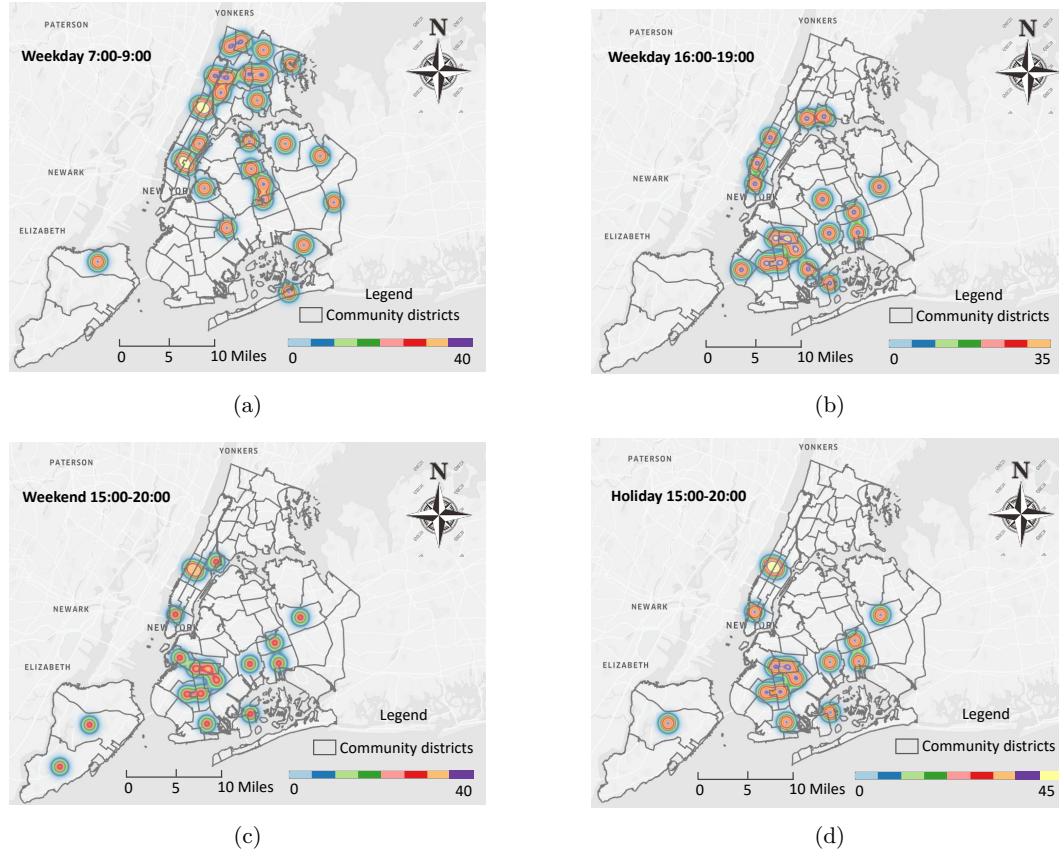 YONKERS
PATERSON
N
Weekday 7:00-9:00
NEWARK
NEW YORK
ELIZABETH
Legend
Community districts
0 5 10 Miles
0 40
(a)
YONKERS
PATERSON
N
Weekday 16:00-19:00
NEWARK
NEW YORK
ELIZABETH
Legend
Community districts
0 5 10 Miles
0 35
(b)
YONKERS
PATERSON
N
Weekend 15:00-20:00
NEWARK
NEW YORK
ELIZABETH
Legend
Community districts
0 5 10 Miles
0 40
(c)
YONKERS
PATERSON
N
Holiday 15:00-20:00
NEWARK
NEW YORK
ELIZABETH
Legend
Community districts
0 5 10 Miles
0 45
(d)